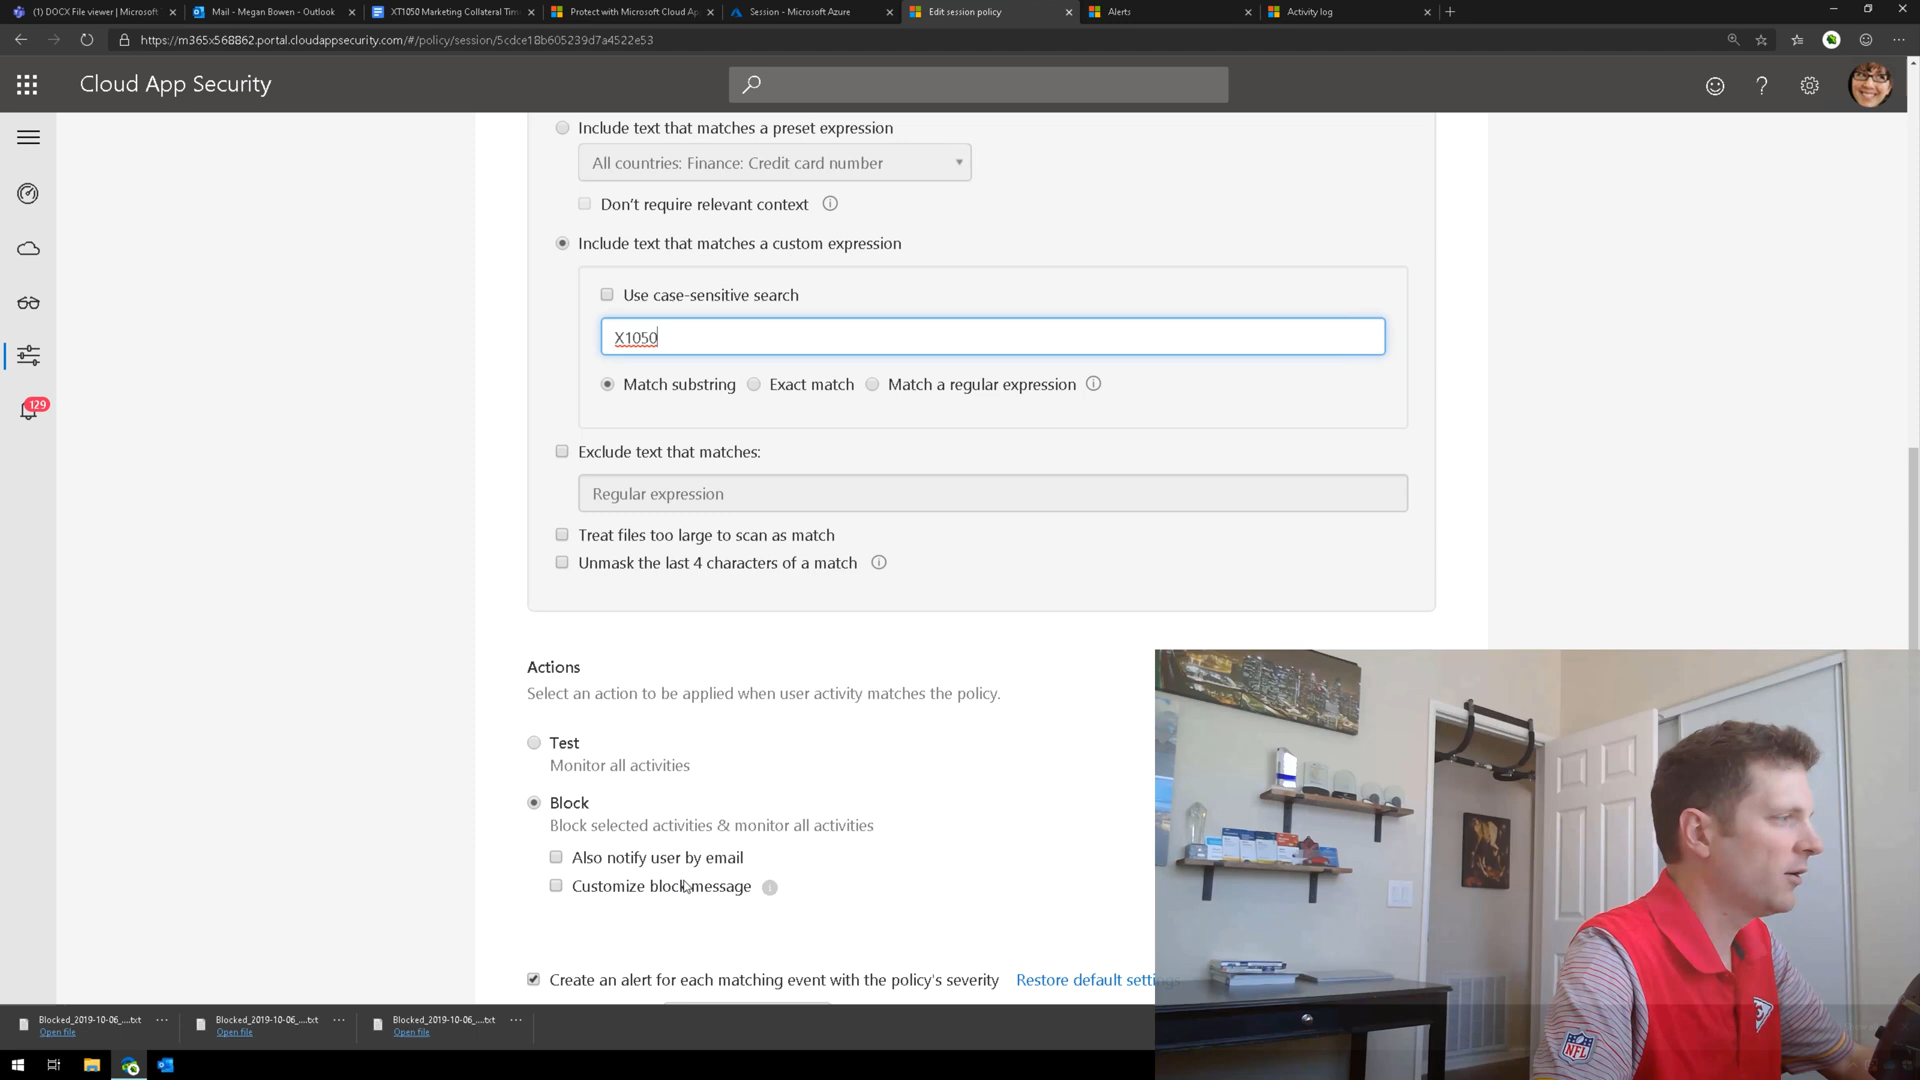 (1) DOCX File viewer | Microsoft
Mail - Megan Bowen - Outlook
XT1050 Marketing Collateral Tim
Protect with Microsoft Cloud Ap
Session - Microsoft Azure
Edit session policy
Alerts
Activity log
https://m365x568862.portal.cloudappsecurity.com/#/policy/session/5cdce18b605239d7a4522e53
Cloud App Security
Include text that matches a preset expression
All countries: Finance: Credit card number
Don't require relevant context
Include text that matches a custom expression
Use case-sensitive search
X1050
Match substring
Exact match
Match a regular expression
129
Exclude text that matches:
Regular expression
Treat files too large to scan as match
Unmask the last 4 characters of a match
Actions
Select an action to be applied when user activity matches the policy.
Test
Monitor all activities
Block
Block selected activities & monitor all activities
Also notify user by email
Customize block message
Create an alert for each matching event with the policy's severity
Restore default settings
Blocked_2019-10-06_....txt
Open file
Blocked_2019-10-06_....txt
Open file
Blocked_2019-10-06_....txt
Open file
NFL